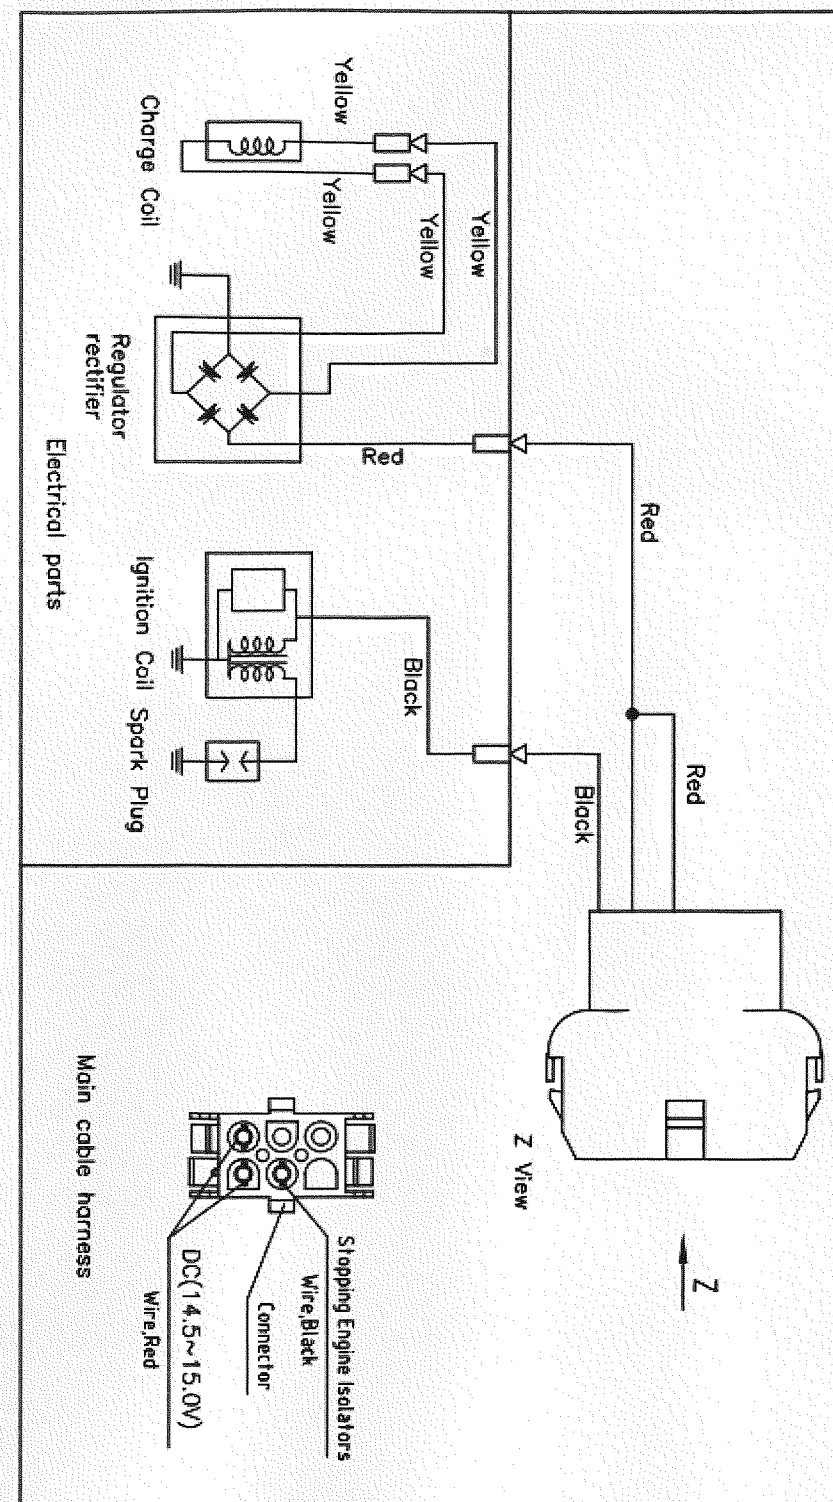 Yellow
Yellow
Yellow
Yellow
Charge Coil
Regulator
rectifier
Red
Electrical parts
Ignition Coil
Spark Plug
Black
Red
Red
Black
Z View
Z
Main cable harness
Stopping Engine Isolators
Wire,Black
Connector
DC(14.5~15.0V)
Wire,Red